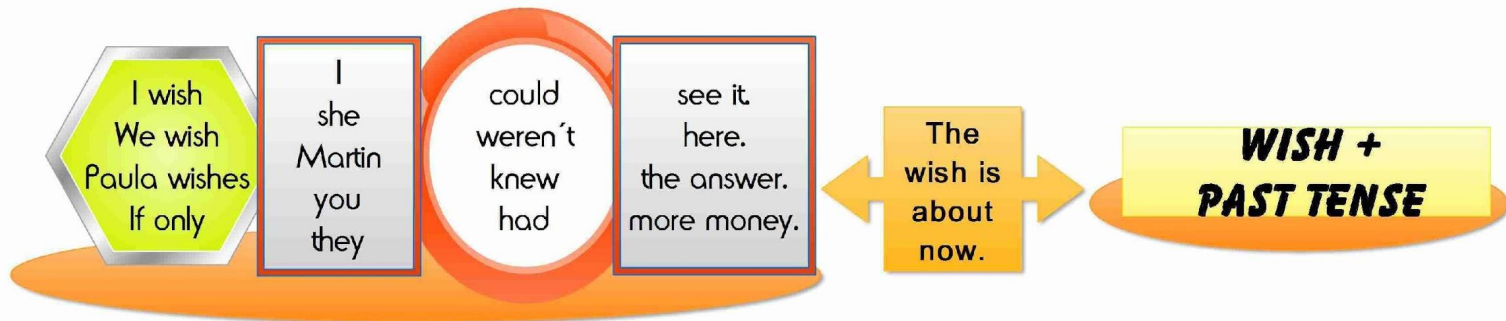 I wish
We wish
Paula wishes
If only
I
she
Martin
you
they
could
weren´t
knew
had
see it.
here.
the answer.
more money.
The
wish is
about
now.
WISH +
PAST TENSE